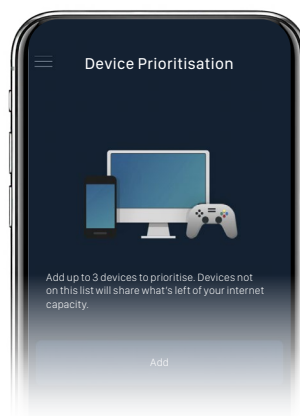 Device Prioritisation
Add up to 3 devices to prioritise. Devices not
on this list will share what's left of your internet
capacity.
Add